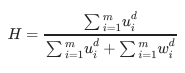 H = \frac{\sum_{i=1}^{m} u_i^d}{\sum_{i=1}^{m} u_i^d + \sum_{i=1}^{m} w_i^d}